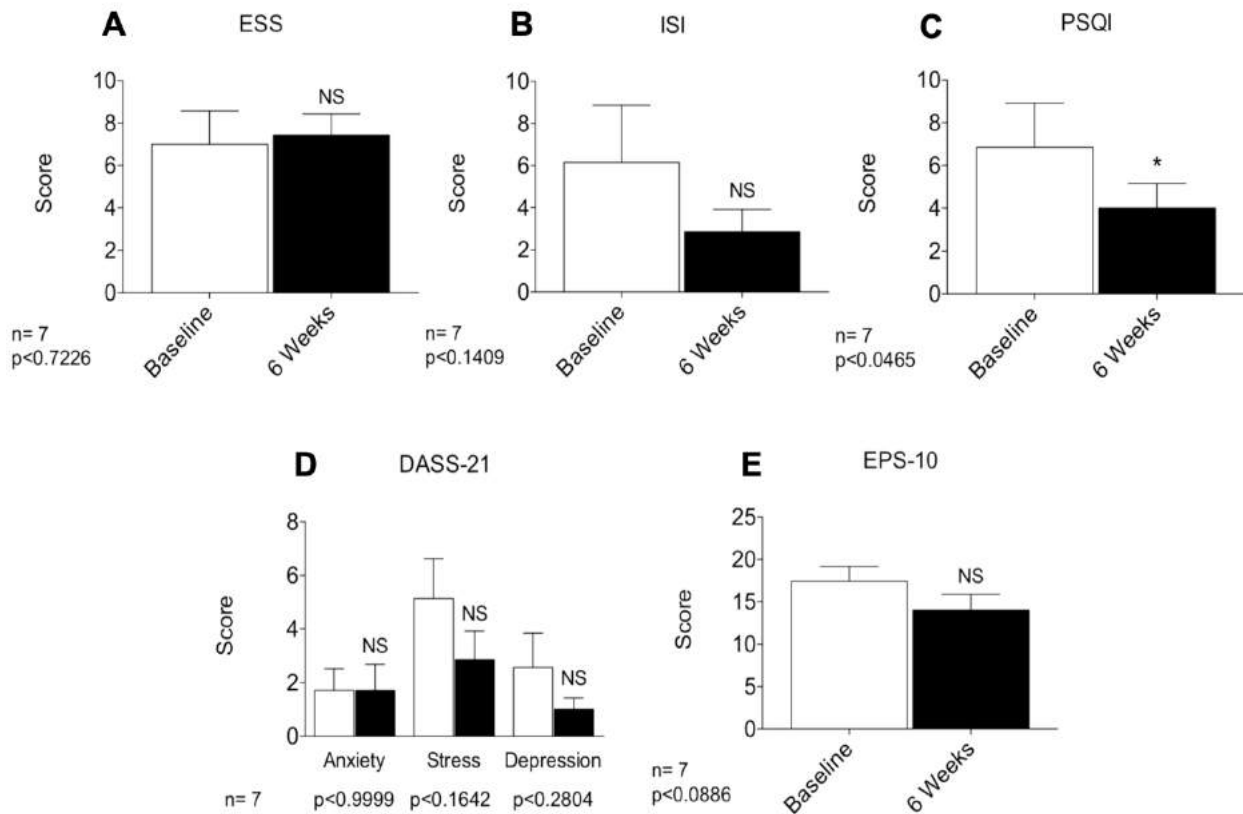 A ESS
10
8
6
4
2
0
Score
NS
Baseline
6 Weeks
n= 7
p<0.7226
B ISI
10
8
6
4
2
0
Score
NS
Baseline
6 Weeks
n= 7
p<0.1409
C PSQI
10
8
6
4
2
0
Score
*
Baseline
6 Weeks
n= 7
p<0.0465
D DASS-21
8
6
4
2
0
Score
NS
NS
NS
Anxiety Stress Depression
n= 7 p<0.9999 p<0.1642 p<0.2804
E EPS-10
25
20
15
10
5
0
Score
NS
Baseline
6 Weeks
n= 7
p<0.0886